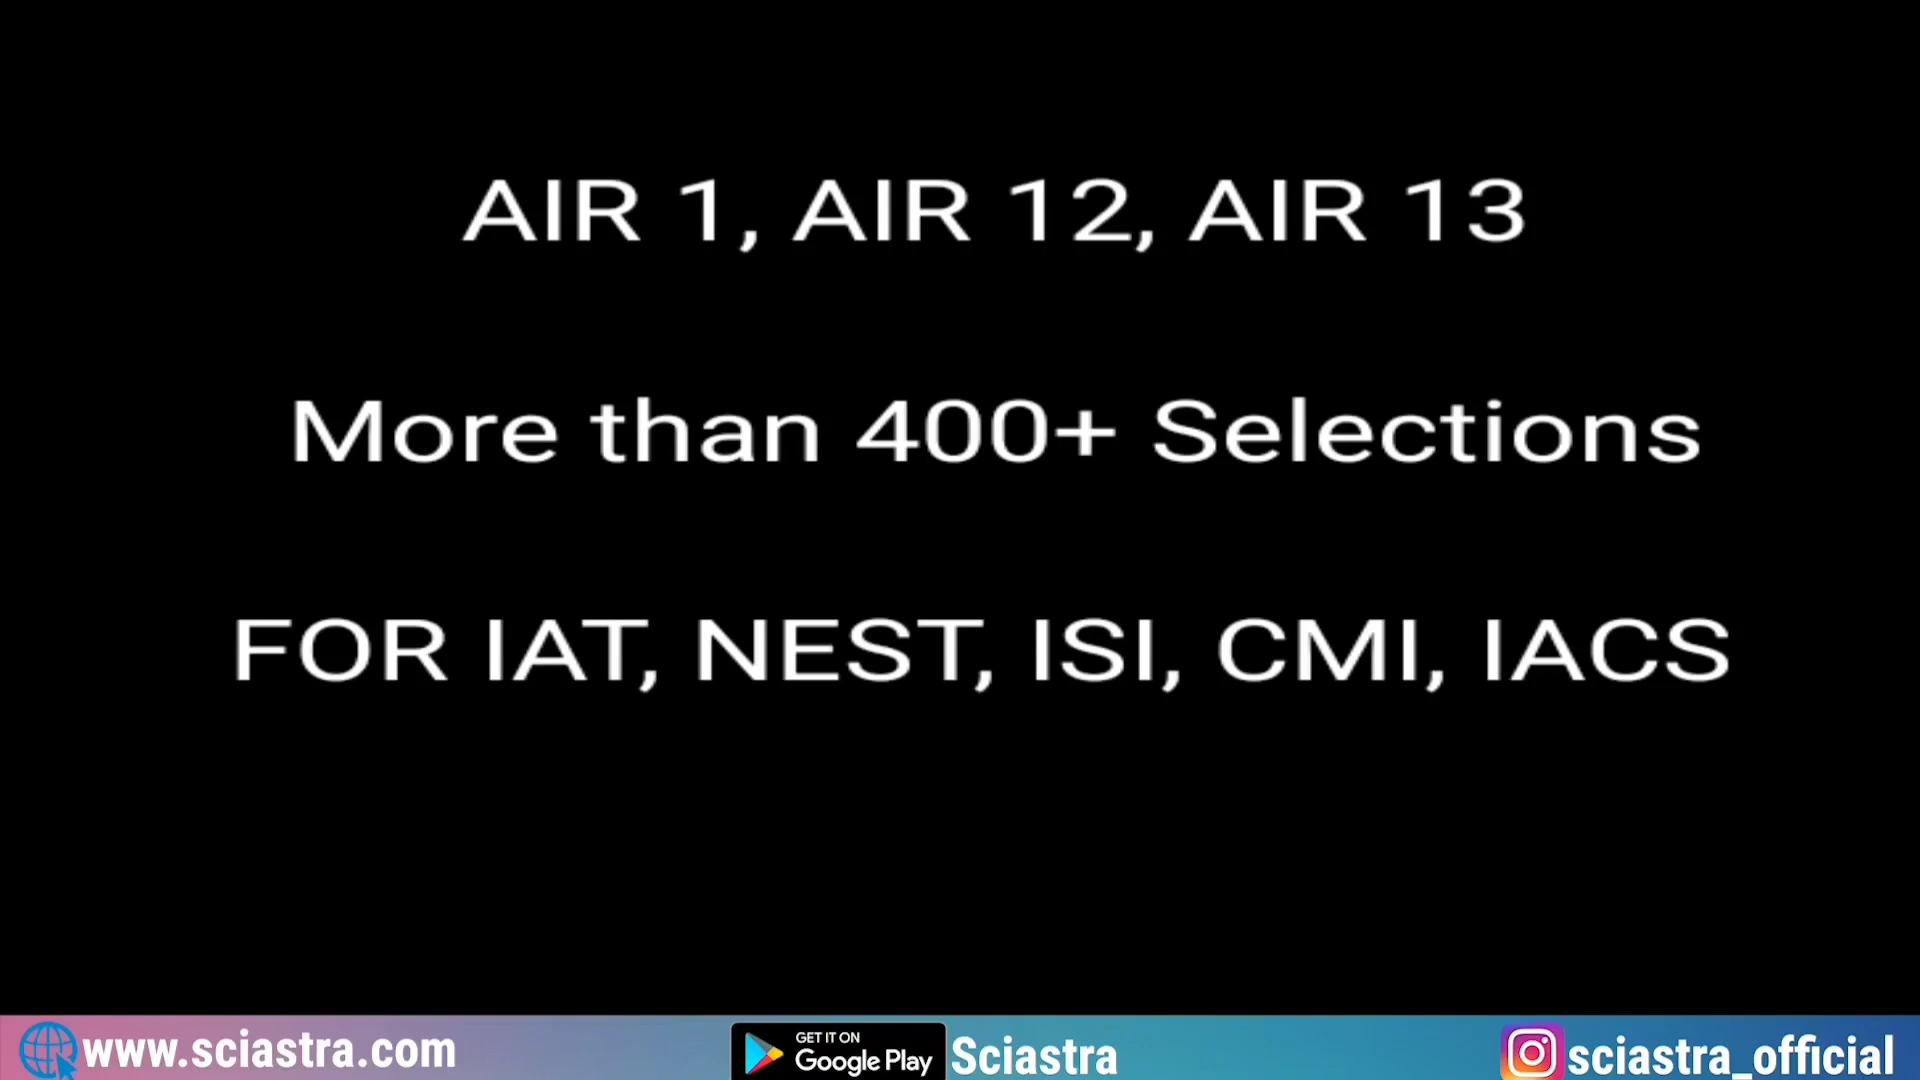 AIR 1, AIR 12, AIR 13
More than 400+ Selections
FOR IAT, NEST, ISI, CMI, IACS
www.sciastra.com
GET IT ON
Google Play
Sciastra
sciastra_official